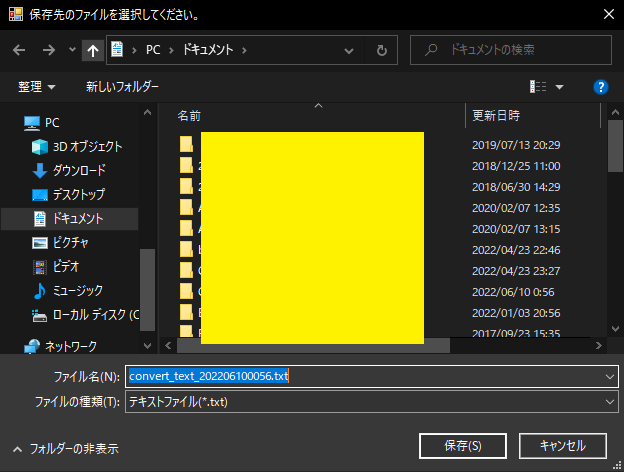 保存先のファイルを選択してください。
PC ドキュメント ドキュメントの検索
整理 新しいフォルダー
名前 更新日時
PC
3D オブジェクト
ダウンロード
デスクトップ
ドキュメント
ピクチャ
ビデオ
ミュージック
ローカル ディスク (C
ネットワーク
2019/07/13 20:29
2 2018/12/25 11:00
2 2018/06/30 14:29
A 2020/02/07 12:35
A 2020/02/07 13:15
b 2022/04/23 22:46
2022/04/23 23:27
2022/06/10 0:56
2022/01/03 20:56
2017/09/23 15:35
ファイル名(N): convert_text_202206100056.txt
ファイルの種類(T): テキストファイル(*.txt)
フォルダーの非表示 保存(S) キャンセル